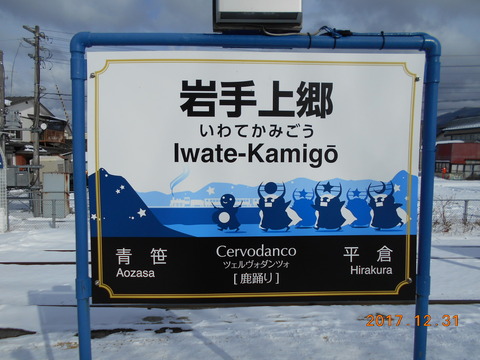 岩手上郷
いわてかみごう
Iwate-Kamigō
青笹
Aozasa
Cervodanco
ツェルヴォダンツォ
[鹿踊り]
平倉
Hirakura
2017.12.31